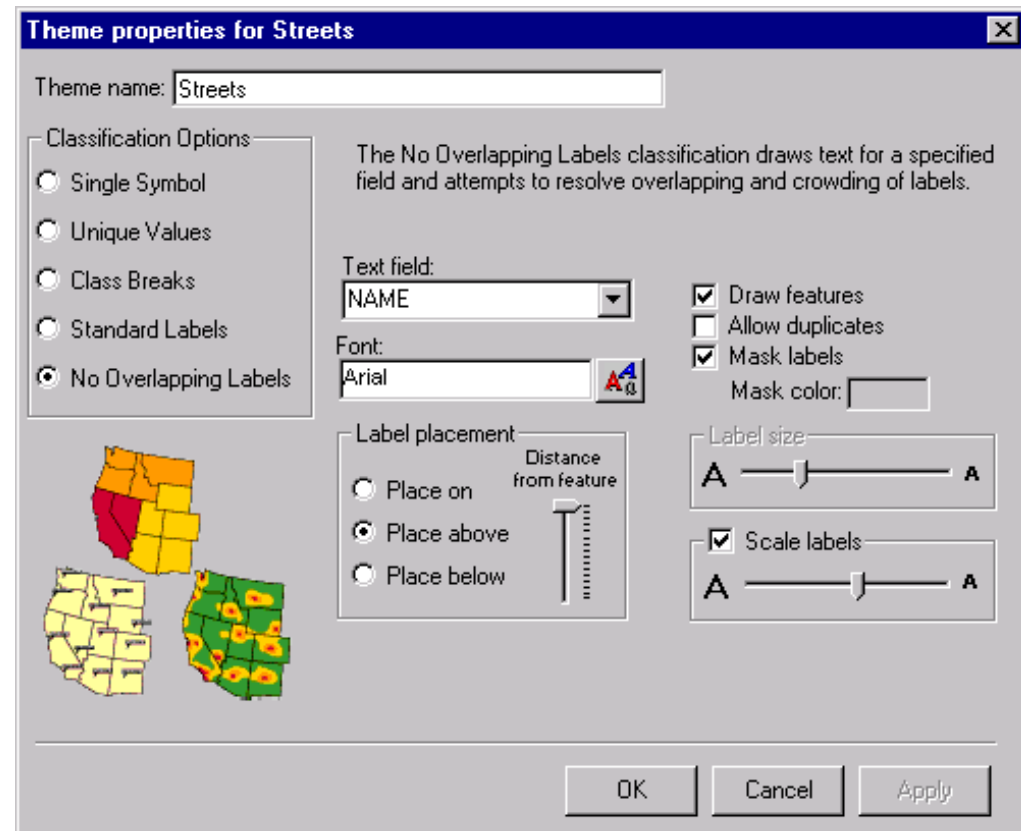 Theme properties for Streets
Theme name: Streets
Classification Options
Single Symbol
Unique Values
Class Breaks
Standard Labels
No Overlapping Labels
The No Overlapping Labels classification draws text for a specified
field and attempts to resolve overlapping and crowding of labels.
Text field:
NAME
Font:
Arial
Draw features
Allow duplicates
Mask labels
Mask color:
Label placement
Distance
from feature
Place on
Place above
Place below
Label size
A A
Scale labels
A A
OK Cancel Apply